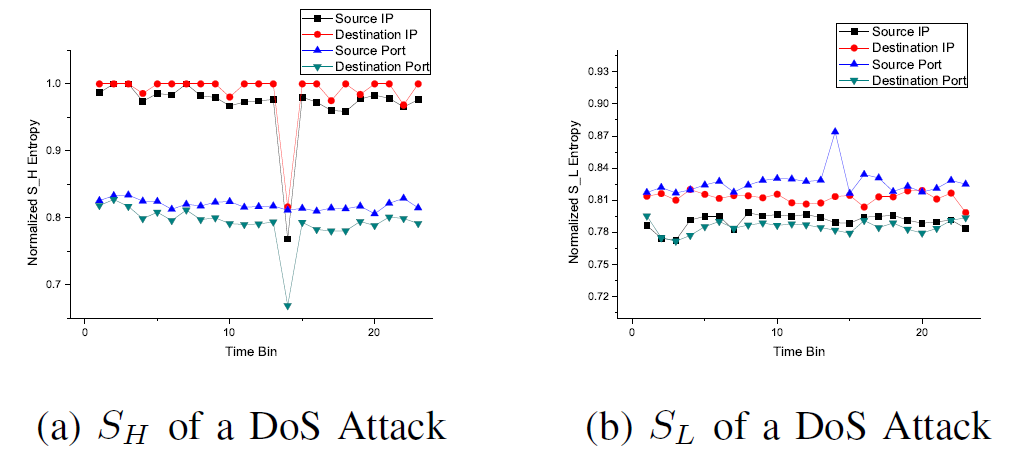 Source IP
Destination IP
Source Port
Destination Port
1.0
0.9
0.8
0.7
Normalized S_H Entropy
0
10
20
Time Bin
(a) S_H of a DoS Attack
Source IP
Destination IP
Source Port
Destination Port
0.93
0.90
0.87
0.84
0.81
0.78
0.75
0.72
Normalized S_L Entropy
0
10
20
Time Bin
(b) S_L of a DoS Attack